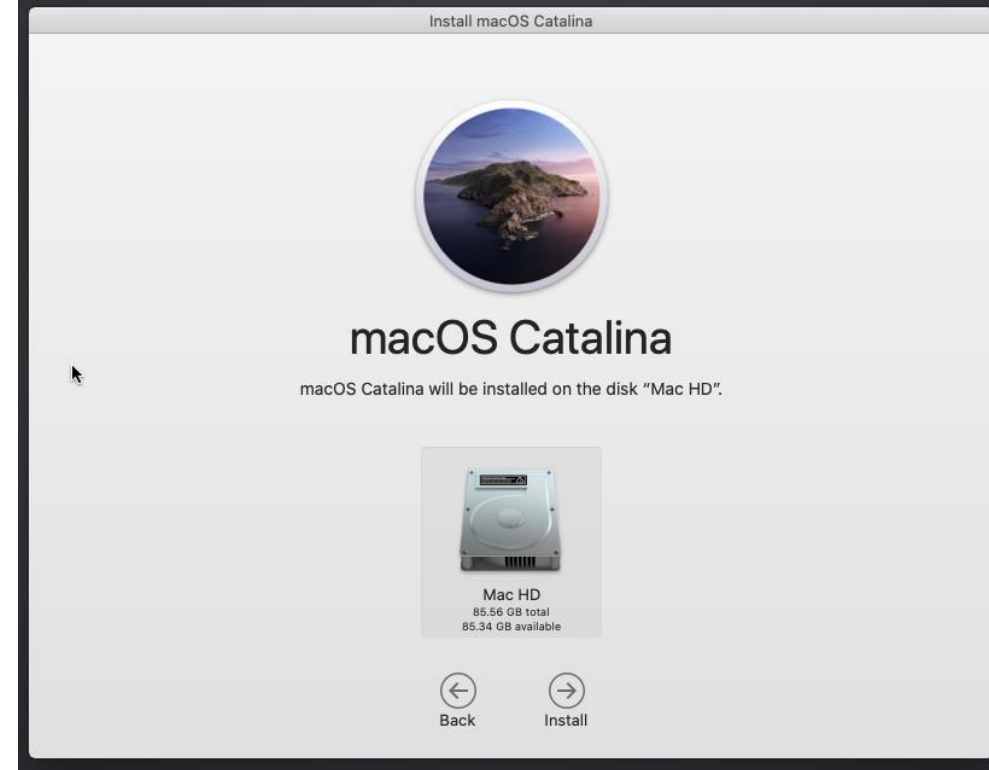 Install macOS Catalina
macOS Catalina
macOS Catalina will be installed on the disk “Mac HD”.
Mac HD
85.56 GB total
85.34 GB available
Back
Install